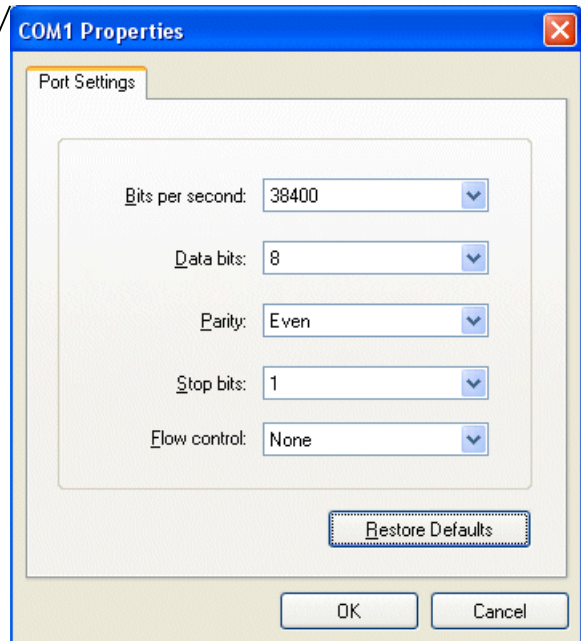 COM1 Properties
Port Settings
Bits per second: 38400
Data bits: 8
Parity: Even
Stop bits: 1
Flow control: None
Restore Defaults
OK Cancel